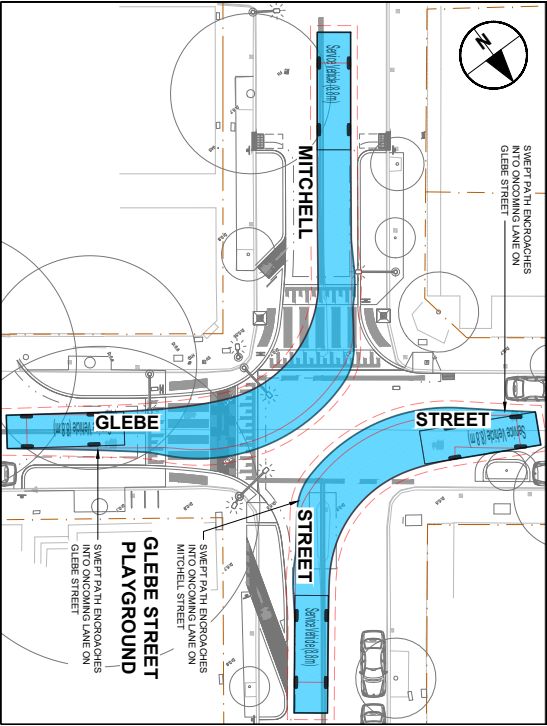 N
SWEPT PATH ENCROACHES
INTO ONCOMING LANE ON
GLEBE STREET
Service Vehicle (8.8m)
MITCHELL
GLEBE
STREET
Service Vehicle (8.8m)
Service Vehicle (8.8m)
STREET
Service Vehicle (8.8m)
SWEPT PATH ENCROACHES
INTO ONCOMING LANE ON
MITCHELL STREET
GLEBE STREET
PLAYGROUND
SWEPT PATH ENCROACHES
INTO ONCOMING LANE ON
GLEBE STREET